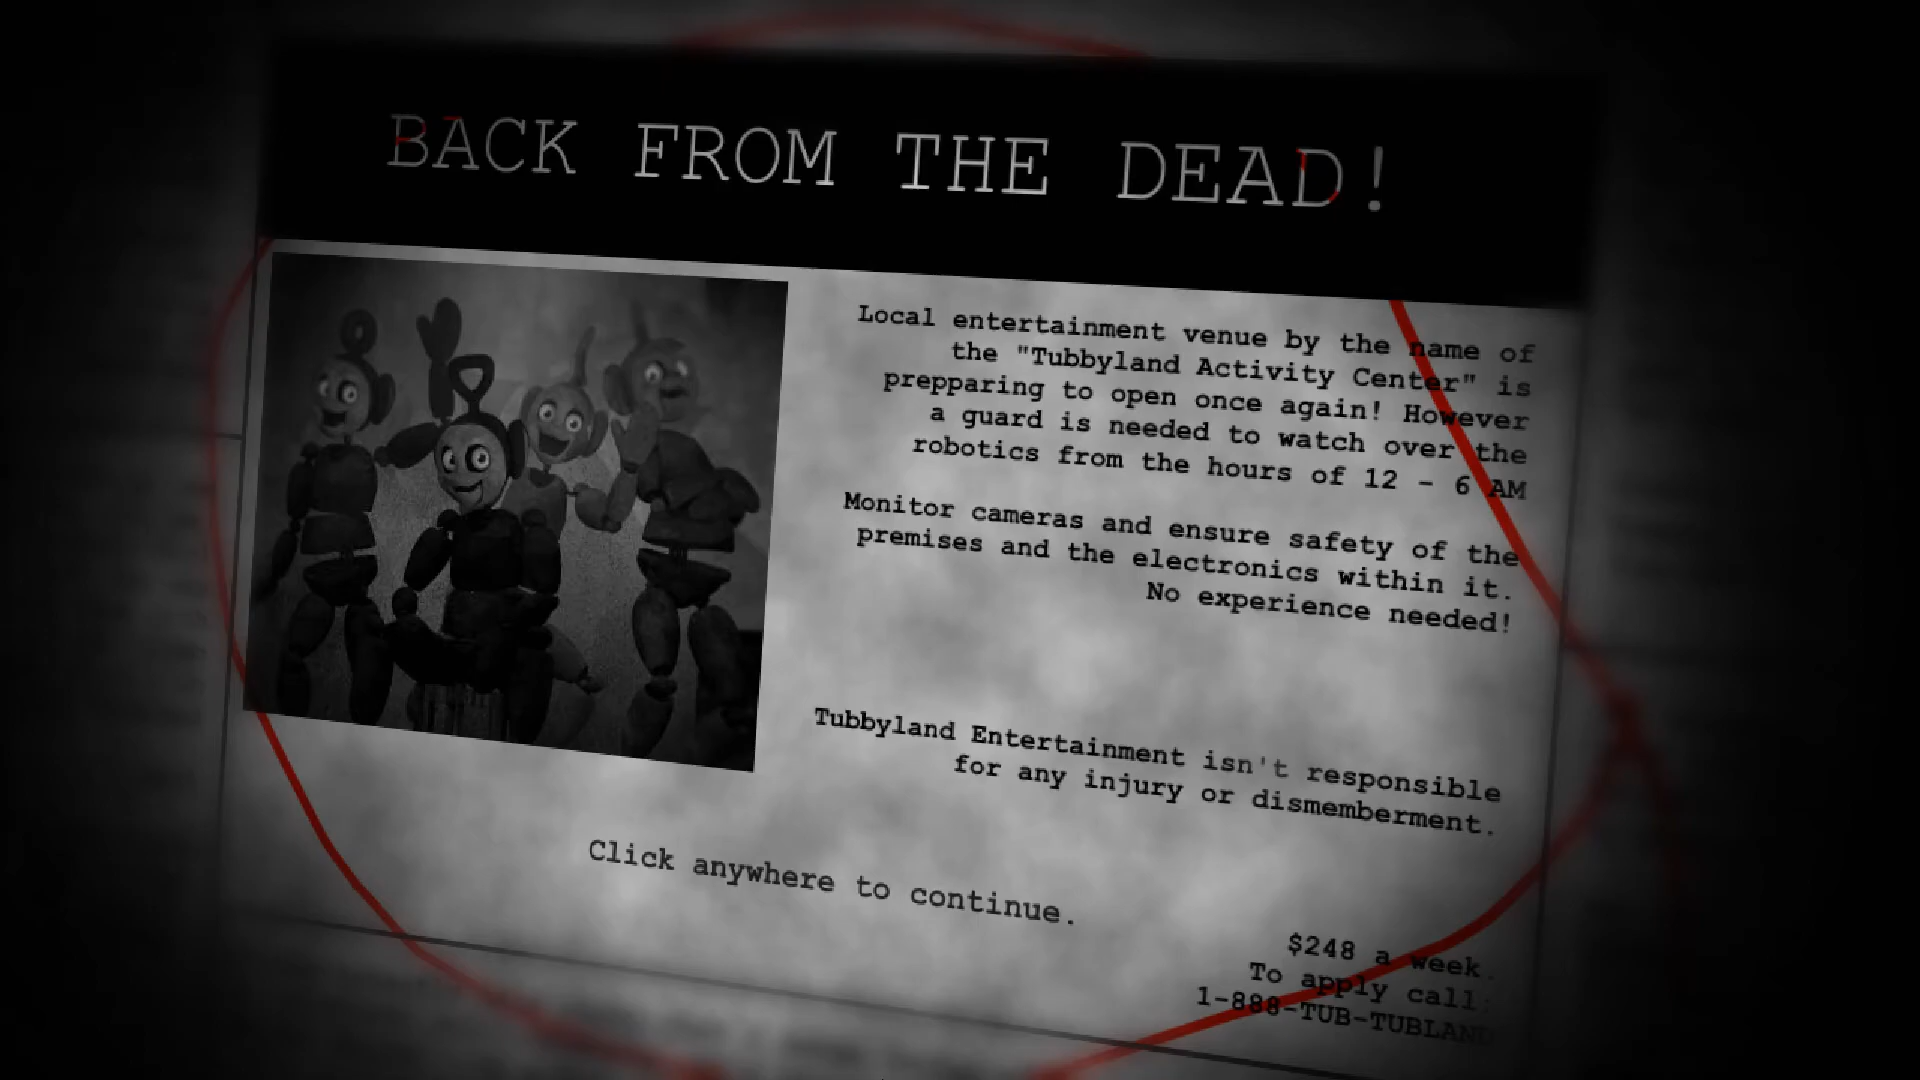 BACK FROM THE DEAD!
Local entertainment venue by the name of
the "Tubbyland Activity Center" is
prepparing to open once again! However
a guard is needed to watch over the
robotics from the hours of 12 - 6 AM
Monitor cameras and ensure safety of the
premises and the electronics within it.
No experience needed!
Tubbyland Entertainment isn't responsible
for any injury or dismemberment.
Click anywhere to continue.
$248 a week.
To apply call:
1-888-TUB-TUBLAND